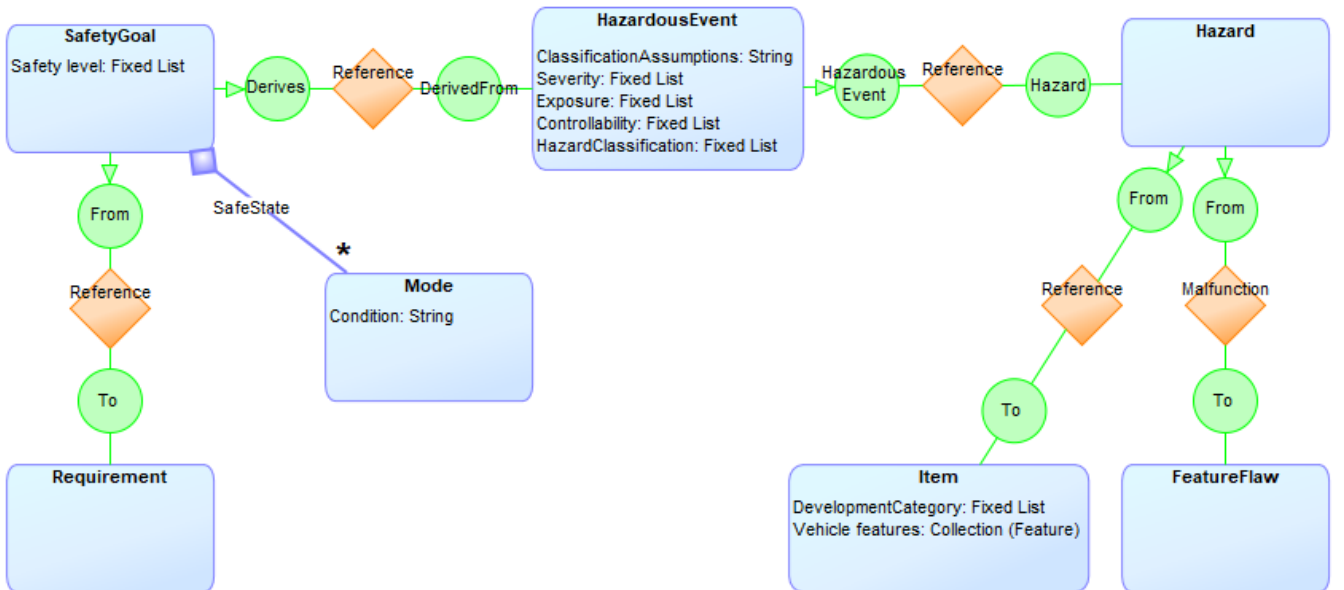 SafetyGoal
Safety level: Fixed List
Derives
Reference
DerivedFrom
HazardousEvent
ClassificationAssumptions: String
Severity: Fixed List
Exposure: Fixed List
Controllability: Fixed List
HazardClassification: Fixed List
Hazardous
Event
Reference
Hazard
Hazard
From
SafeState
*
From
From
Reference
Mode
Condition: String
Reference
Malfunction
To
To
To
Requirement
Item
DevelopmentCategory: Fixed List
Vehicle features: Collection (Feature)
FeatureFlaw